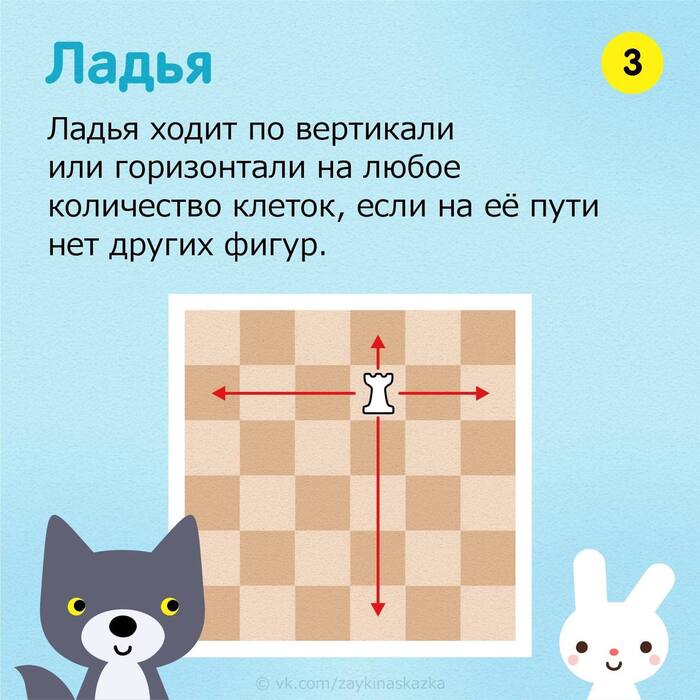 Ладья
3
Ладья ходит по вертикали
или горизонтали на любое
количество клеток, если на её пути
нет других фигур.
© vk.com/zaykinaskazka